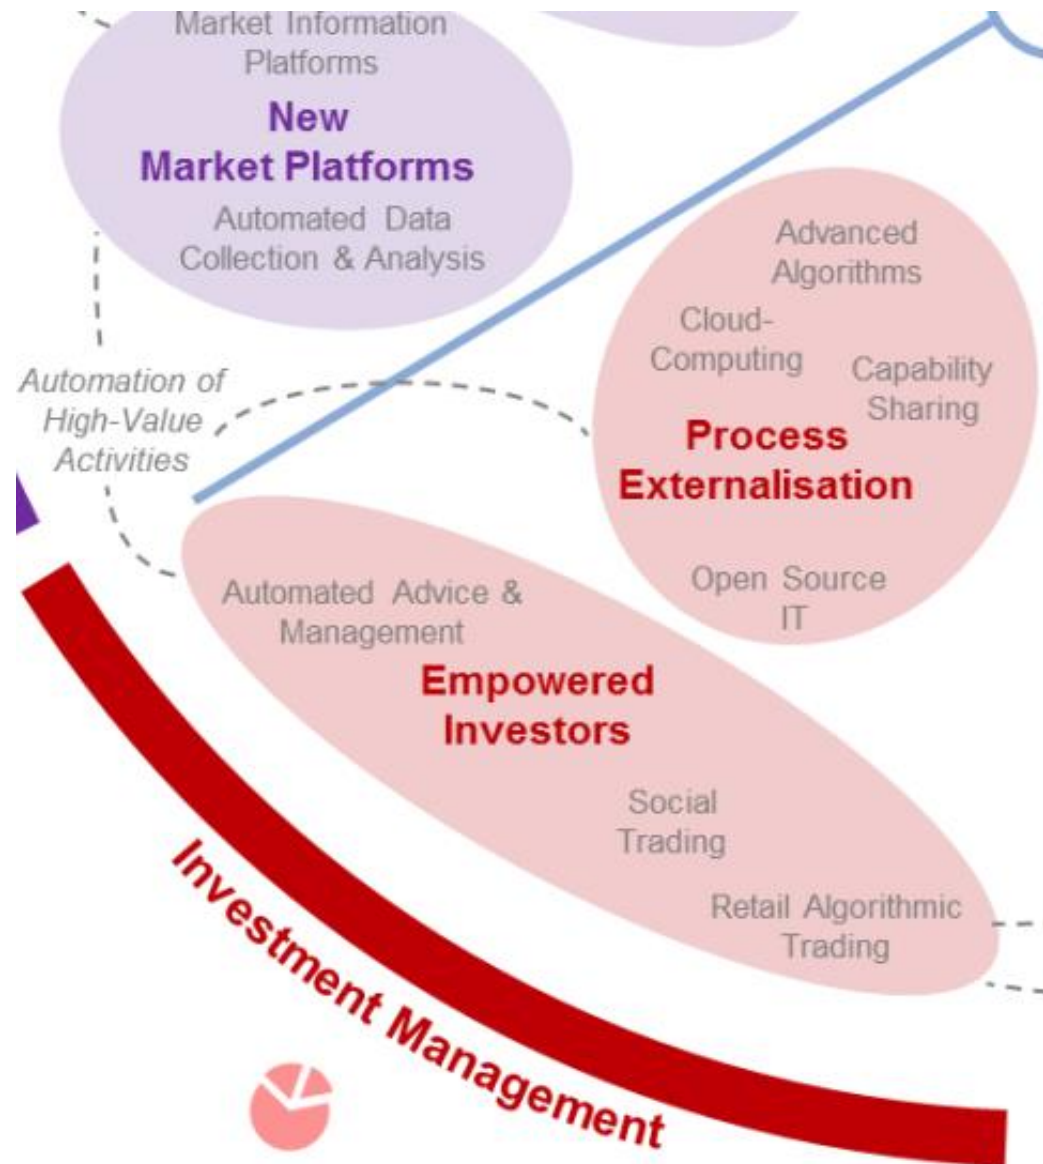 Market Information
Platforms
New
Market Platforms
Automated Data
Collection & Analysis
Advanced
Algorithms
Cloud-
Computing
Capability
Sharing
Process
Externalisation
Open Source
IT
Automation of
High-Value
Activities
Automated Advice &
Management
Empowered
Investors
Social
Trading
Retail Algorithmic
Trading
Investment Management